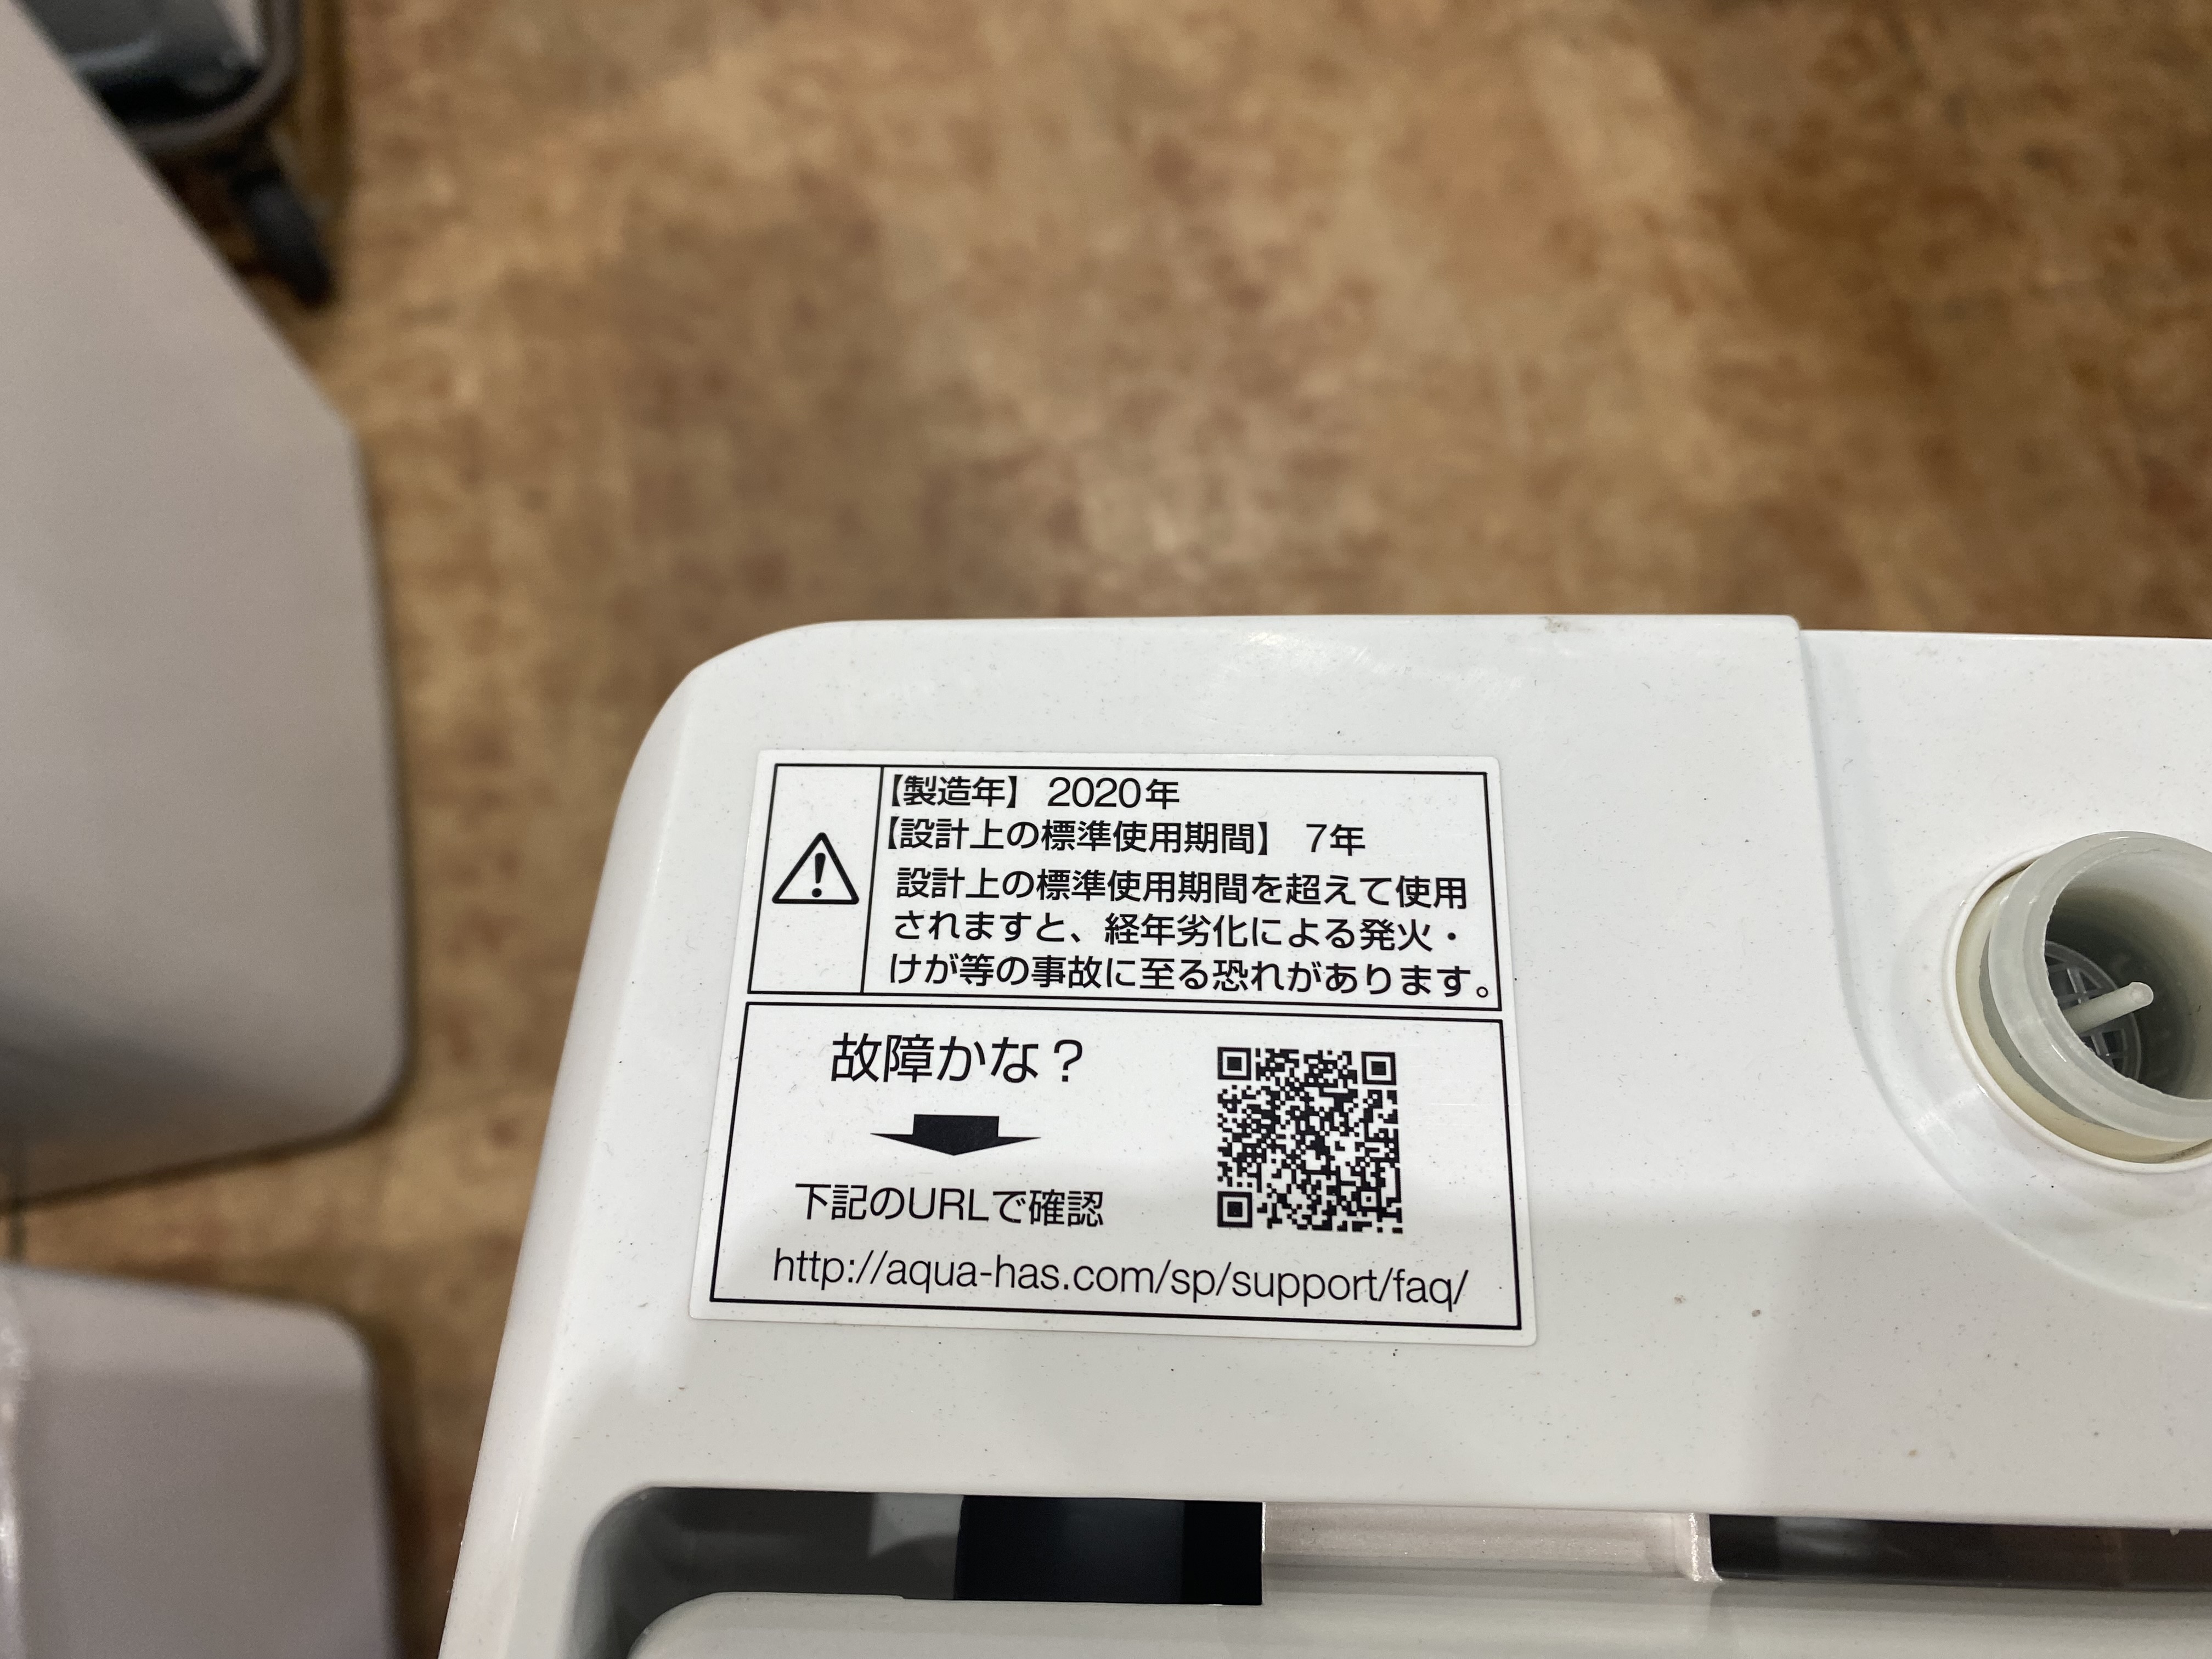 【製造年】 2020年
【設計上の標準使用期間】 7年
設計上の標準使用期間を超えて使用
されますと、経年劣化による発火・
けが等の事故に至る恐れがあります。
故障かな？
下記のURLで確認
http://aqua-has.com/sp/support/faq/